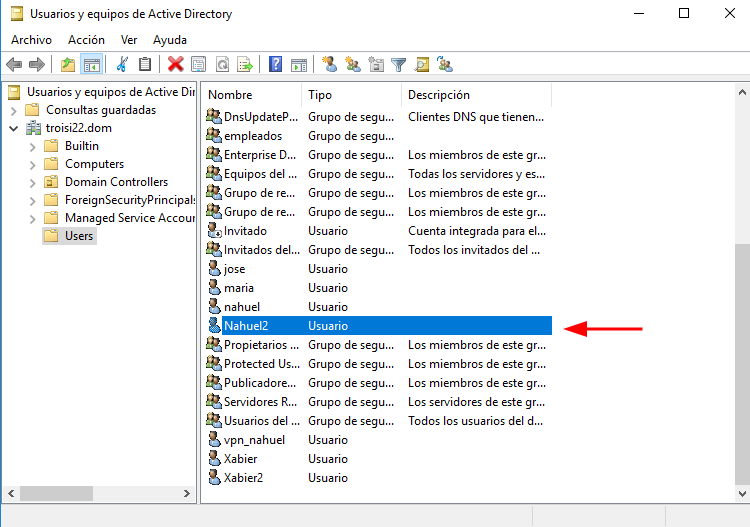 Usuarios y equipos de Active Directory
Archivo Acción Ver Ayuda
Usuarios y equipos de Active Dir
Consultas guardadas
troisi22.dom
Builtin
Computers
Domain Controllers
ForeignSecurityPrincipals
Managed Service Accour
Users
Nombre Tipo Descripción
DnsUpdateP... Grupo de segu... Clientes DNS que tienen...
empleados Grupo de segu...
Enterprise D... Grupo de segu... Los miembros de este gr...
Equipos del ... Grupo de segu... Todas los servidores y es...
Grupo de re... Grupo de segu... Los miembros de este gr...
Grupo de re... Grupo de segu... Los miembros de este gr...
Invitado Usuario Cuenta integrada para el...
Invitados del... Grupo de segu... Todos los invitados del ...
jose Usuario
maria Usuario
nahuel Usuario
Nahuel2 Usuario
Propietarios ... Grupo de segu... Los miembros de este gr...
Protected Us... Grupo de segu... Los miembros de este gr...
Publicadore... Grupo de segu... Los miembros de este gr...
Servidores R... Grupo de segu... Los servidores de este gr...
Usuarios del ... Grupo de segu... Todos los usuarios del d...
vpn_nahuel Usuario
Xabier Usuario
Xabier2 Usuario